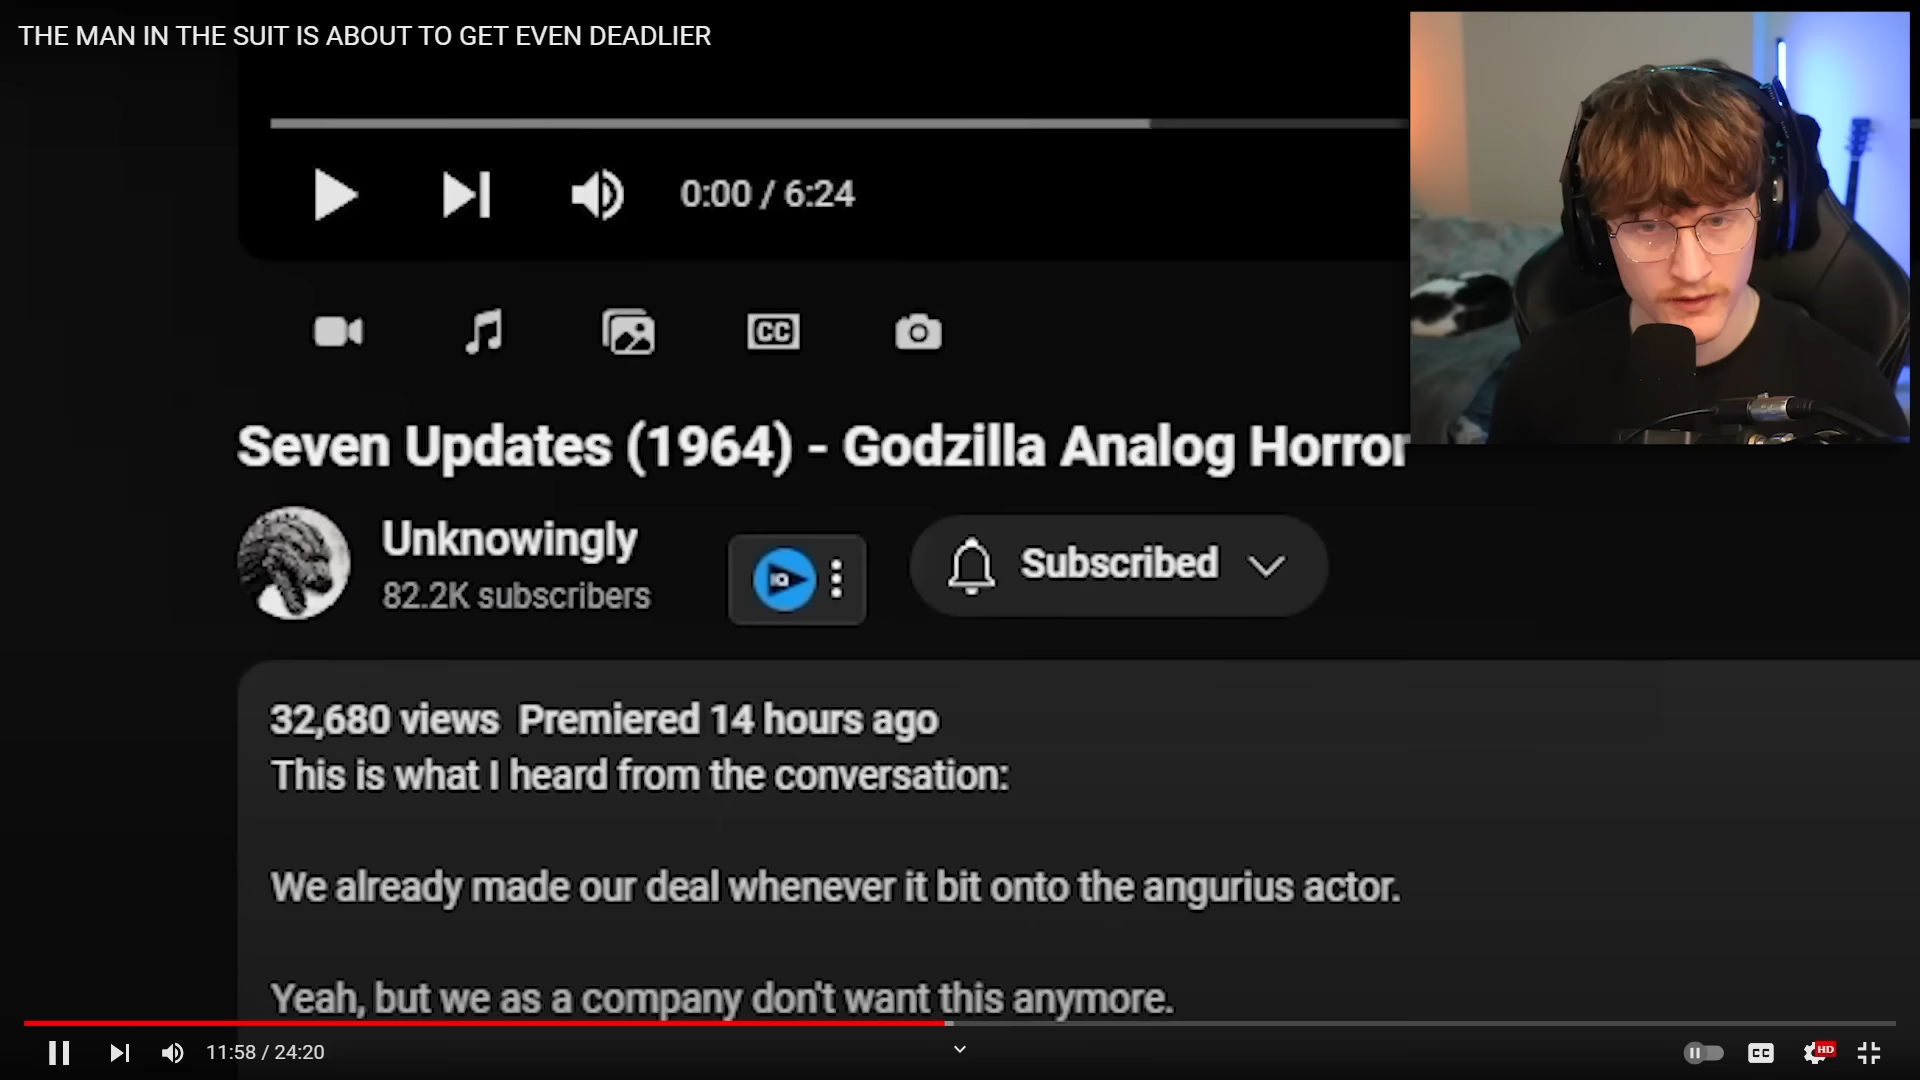 THE MAN IN THE SUIT IS ABOUT TO GET EVEN DEADLIER
0:00 / 6:24
CC
Seven Updates (1964) - Godzilla Analog Horror
Unknowingly
82.2K subscribers
IQ
Subscribed
32,680 views Premiered 14 hours ago
This is what I heard from the conversation:
We already made our deal whenever it bit onto the angurius actor.
Yeah, but we as a company don't want this anymore.
11:58 / 24:20
CC
HD